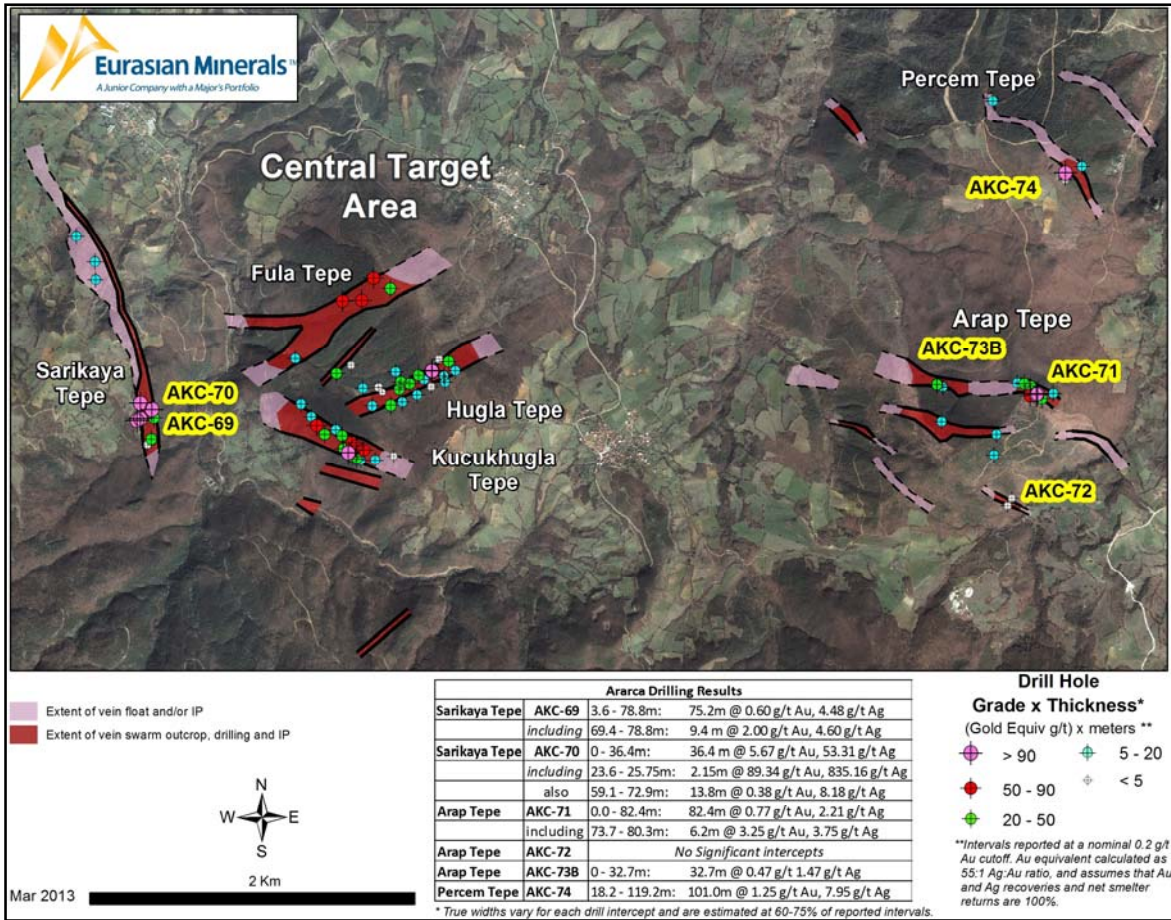 Eurasian Minerals™
A Junior Company with a Major's Portfolio
Percem Tepe
Central Target
Area
AKC-74
Fula Tepe
Arap Tepe
AKC-73B
AKC-71
Sarikaya
Tepe
AKC-70
AKC-69
Hugla Tepe
Kucukhugla
Tepe
AKC-72
Extent of vein float and/or IP
Extent of vein swarm outcrop, drilling and IP
N
W E
S
Mar 2013
2 Km
Ararca Drilling Results
Sarikaya Tepe AKC-69 3.6 - 78.8m: 75.2m @ 0.60 g/t Au, 4.48 g/t Ag
including 69.4 - 78.8m: 9.4 m @ 2.00 g/t Au, 4.60 g/t Ag
Sarikaya Tepe AKC-70 0 - 36.4m: 36.4 m @ 5.67 g/t Au, 53.31 g/t Ag
including 23.6 - 25.75m: 2.15m @ 89.34 g/t Au, 835.16 g/t Ag
also 59.1 - 72.9m: 13.8m @ 0.38 g/t Au, 8.18 g/t Ag
Arap Tepe AKC-71 0.0 - 82.4m: 82.4m @ 0.77 g/t Au, 2.21 g/t Ag
including 73.7 - 80.3m: 6.2m @ 3.25 g/t Au, 3.75 g/t Ag
Arap Tepe AKC-72 No Significant intercepts
Arap Tepe AKC-73B 0 - 32.7m: 32.7m @ 0.47 g/t 1.47 g/t Ag
Percem Tepe AKC-74 18.2 - 119.2m: 101.0m @ 1.25 g/t Au, 7.95 g/t Ag
* True widths vary for each drill intercept and are estimated at 60-75% of reported intervals.
Drill Hole
Grade x Thickness*
(Gold Equiv g/t) x meters **
> 90
5 - 20
50 - 90
< 5
20 - 50
**Intervals reported at a nominal 0.2 g/t
Au cutoff. Au equivalent calculated as
55:1 Ag:Au ratio, and assumes that Au
and Ag recoveries and net smelter
returns are 100%.